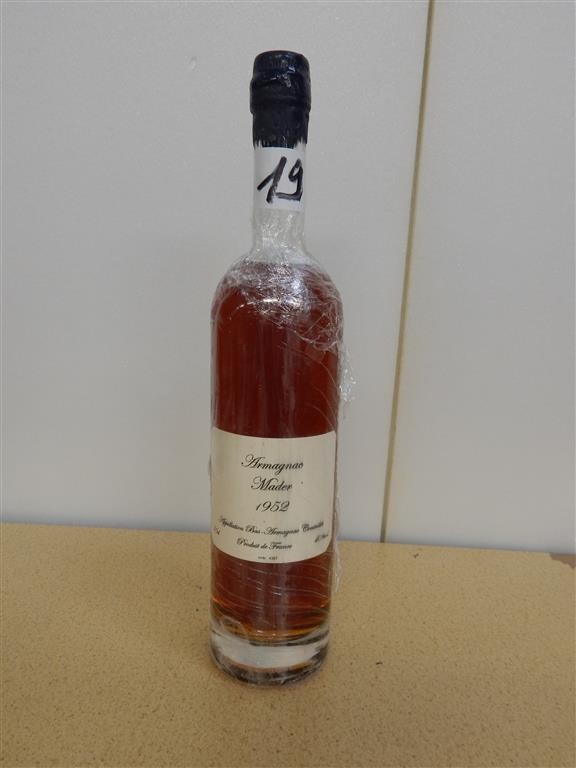 19
Armagnac
Mader
1952
Appellation Bas-Armagnac Contrôlée
Produit de France